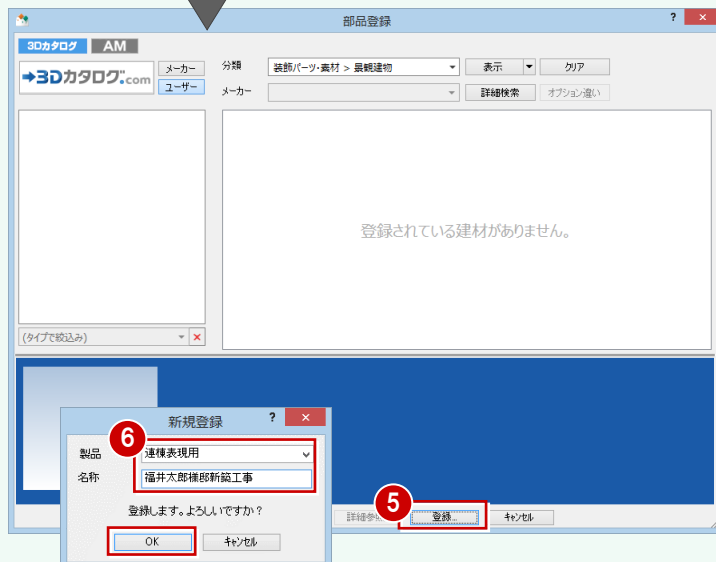 部品登録
? ×
3Dカタログ AM
➔3Dカタログ.com
メーカー
ユーザー
分類 装飾パーツ・素材 > 景観建物 表示 クリア
メーカー 詳細検索 オプション違い
登録されている建材がありません。
(タイプで絞込み) ×
新規登録 ? ×
6
製品 連棟表現用
名称 福井太郎様邸新築工事
登録します。よろしいですか?
OK キャンセル
5
詳細参 登録... キャンセル